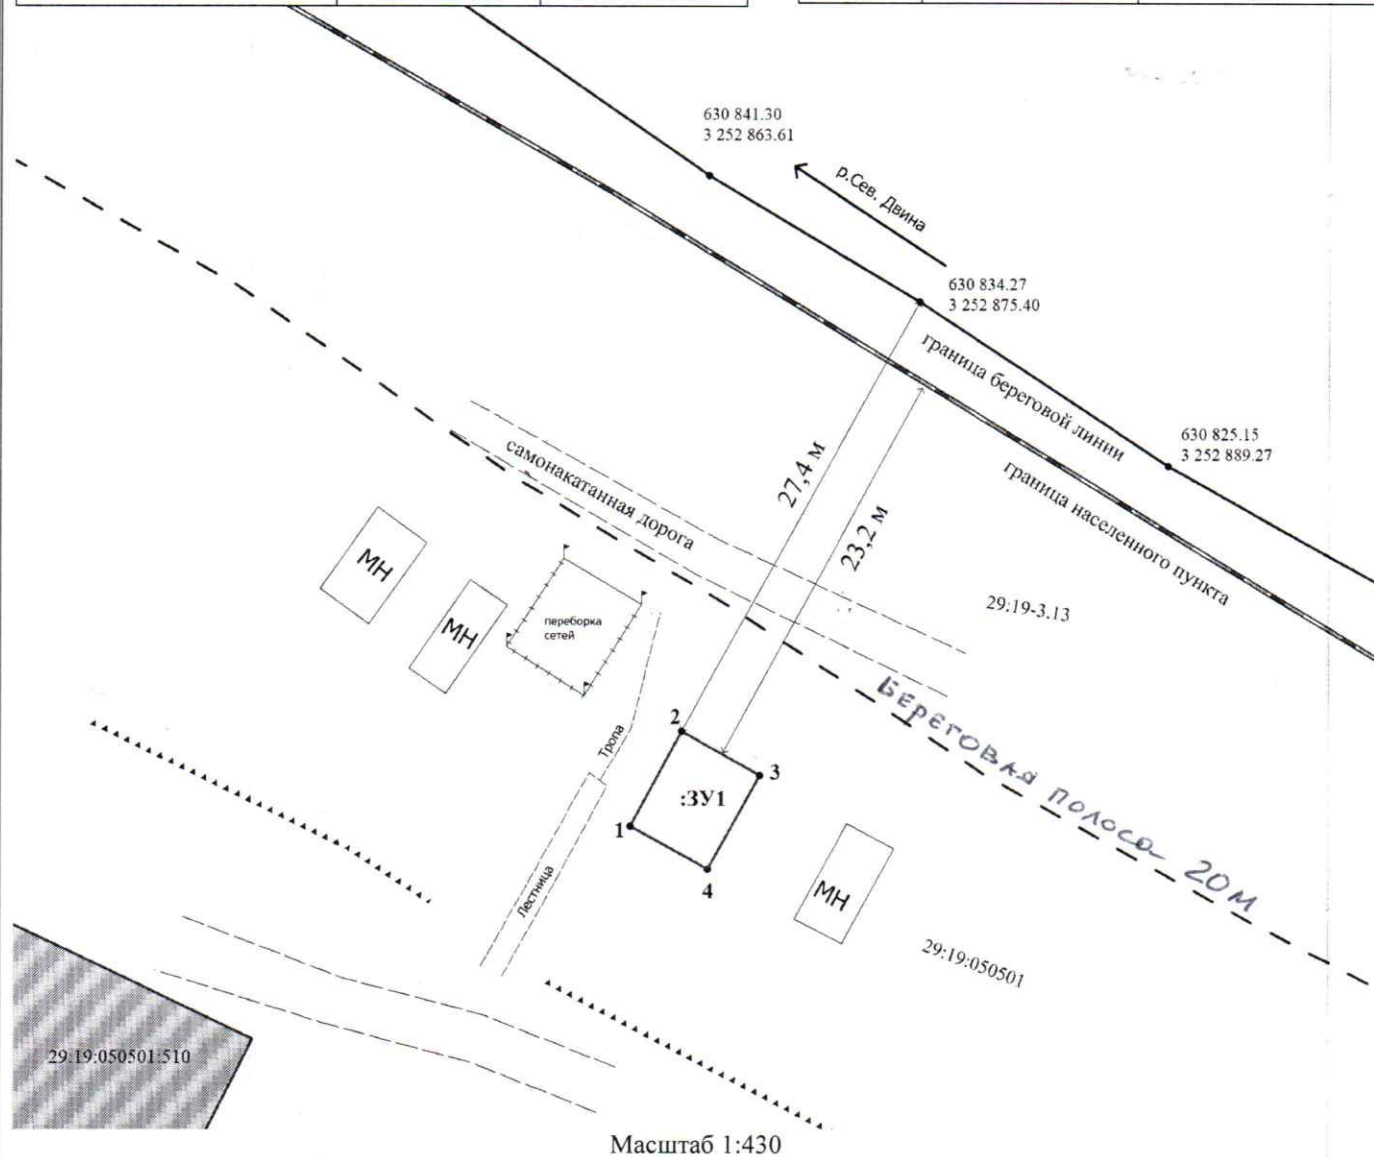 630 841.30
3 252 863.61
р.Сев. Двина
630 834.27
3 252 875.40
граница береговой линии
630 825.15
3 252 889.27
граница населенного пункта
27,4 м
23,2 м
самонакатанная дорога
МН
МН
переборка
сетей
29:19-3.13
Береговая полоса 20м
Тропа
2
3
:ЗУ1
1
4
Лестница
МН
29:19:050501
29:19:050501:510
Масштаб 1:430